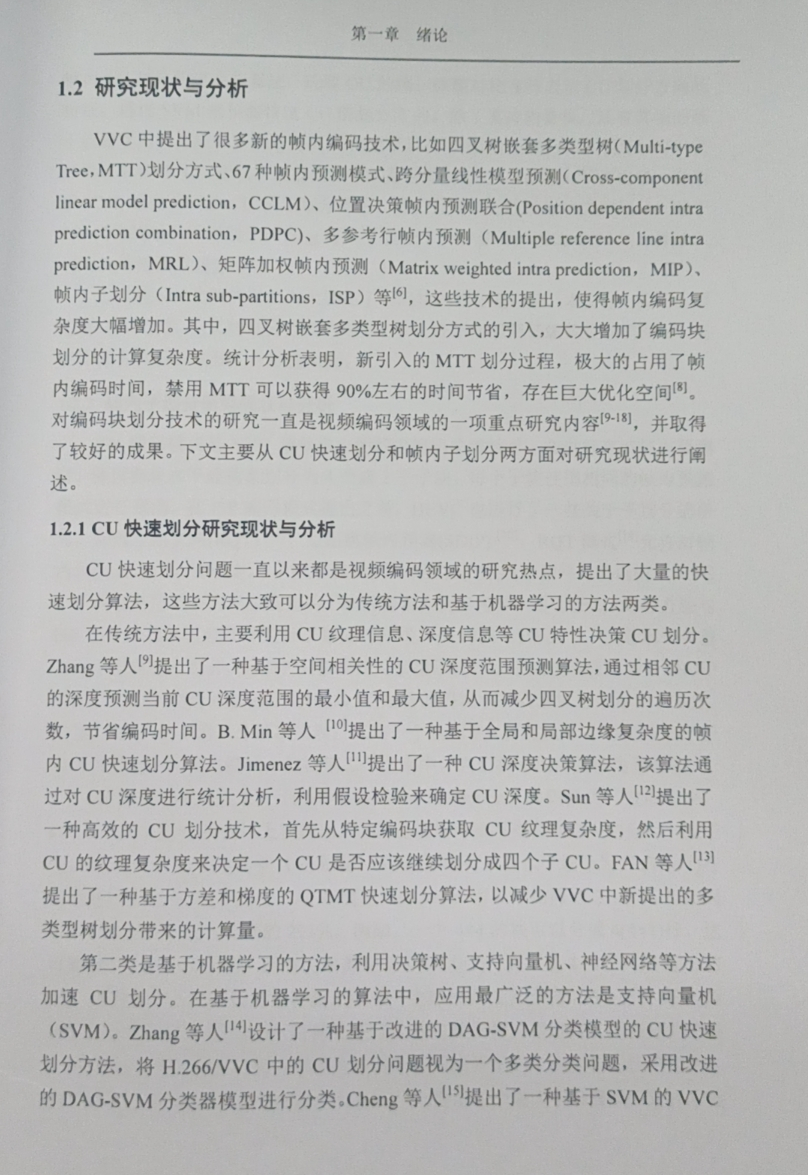 第一章 绪论
1.2 研究现状与分析
VVC 中提出了很多新的帧内编码技术,比如四叉树嵌套多类型树(Multi-type
Tree,MTT)划分方式、67 种帧内预测模式、跨分量线性模型预测(Cross-component
linear model prediction，CCLM)、位置决策帧内预测联合(Position dependent intra
prediction combination，PDPC)、多参考行帧内预测（Multiple reference line intra
prediction，MRL）、矩阵加权帧内预测（Matrix weighted intra prediction，MIP）、
帧内子划分（Intra sub-partitions，ISP）等[6]，这些技术的提出，使得帧内编码复
杂度大幅增加。其中，四叉树嵌套多类型树划分方式的引入，大大增加了编码块
划分的计算复杂度。统计分析表明，新引入的 MTT 划分过程，极大的占用了帧
内编码时间，禁用 MTT 可以获得 90%左右的时间节省，存在巨大优化空间[8]。
对编码块划分技术的研究一直是视频编码领域的一项重点研究内容[9-18]，并取得
了较好的成果。下文主要从 CU 快速划分和帧内子划分两方面对研究现状进行阐
述。
1.2.1 CU 快速划分研究现状与分析
CU 快速划分问题一直以来都是视频编码领域的研究热点，提出了大量的快
速划分算法，这些方法大致可以分为传统方法和基于机器学习的方法两类。
在传统方法中，主要利用 CU 纹理信息、深度信息等 CU 特性决策 CU 划分。
Zhang 等人[9]提出了一种基于空间相关性的 CU 深度范围预测算法,通过相邻 CU
的深度预测当前 CU 深度范围的最小值和最大值，从而减少四叉树划分的遍历次
数，节省编码时间。B. Min 等人 [10]提出了一种基于全局和局部边缘复杂度的帧
内 CU 快速划分算法。Jimenez 等人[11]提出了一种 CU 深度决策算法，该算法通
过对 CU 深度进行统计分析，利用假设检验来确定 CU 深度。Sun 等人[12]提出了
一种高效的 CU 划分技术，首先从特定编码块获取 CU 纹理复杂度，然后利用
CU 的纹理复杂度来决定一个 CU 是否应该继续划分成四个子 CU。FAN 等人[13]
提出了一种基于方差和梯度的 QTMT 快速划分算法，以减少 VVC 中新提出的多
类型树划分带来的计算量。
第二类是基于机器学习的方法，利用决策树、支持向量机、神经网络等方法
加速 CU 划分。在基于机器学习的算法中，应用最广泛的方法是支持向量机
（SVM）。Zhang 等人[14]设计了一种基于改进的 DAG-SVM 分类模型的 CU 快速
划分方法，将 H.266/VVC 中的 CU 划分问题视为一个多类分类问题，采用改进
的 DAG-SVM 分类器模型进行分类。Cheng 等人[15]提出了一种基于 SVM 的 VVC